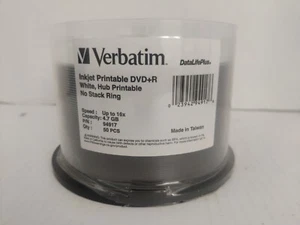 Verbatim
DataLifePlus
Inkjet Printable DVD+R
White, Hub Printable
No Stack Ring
Speed : Up to 16x
Capacity: 4.7 GB
P/N : 94917
Qty : 50 PCS
Made in Taiwan